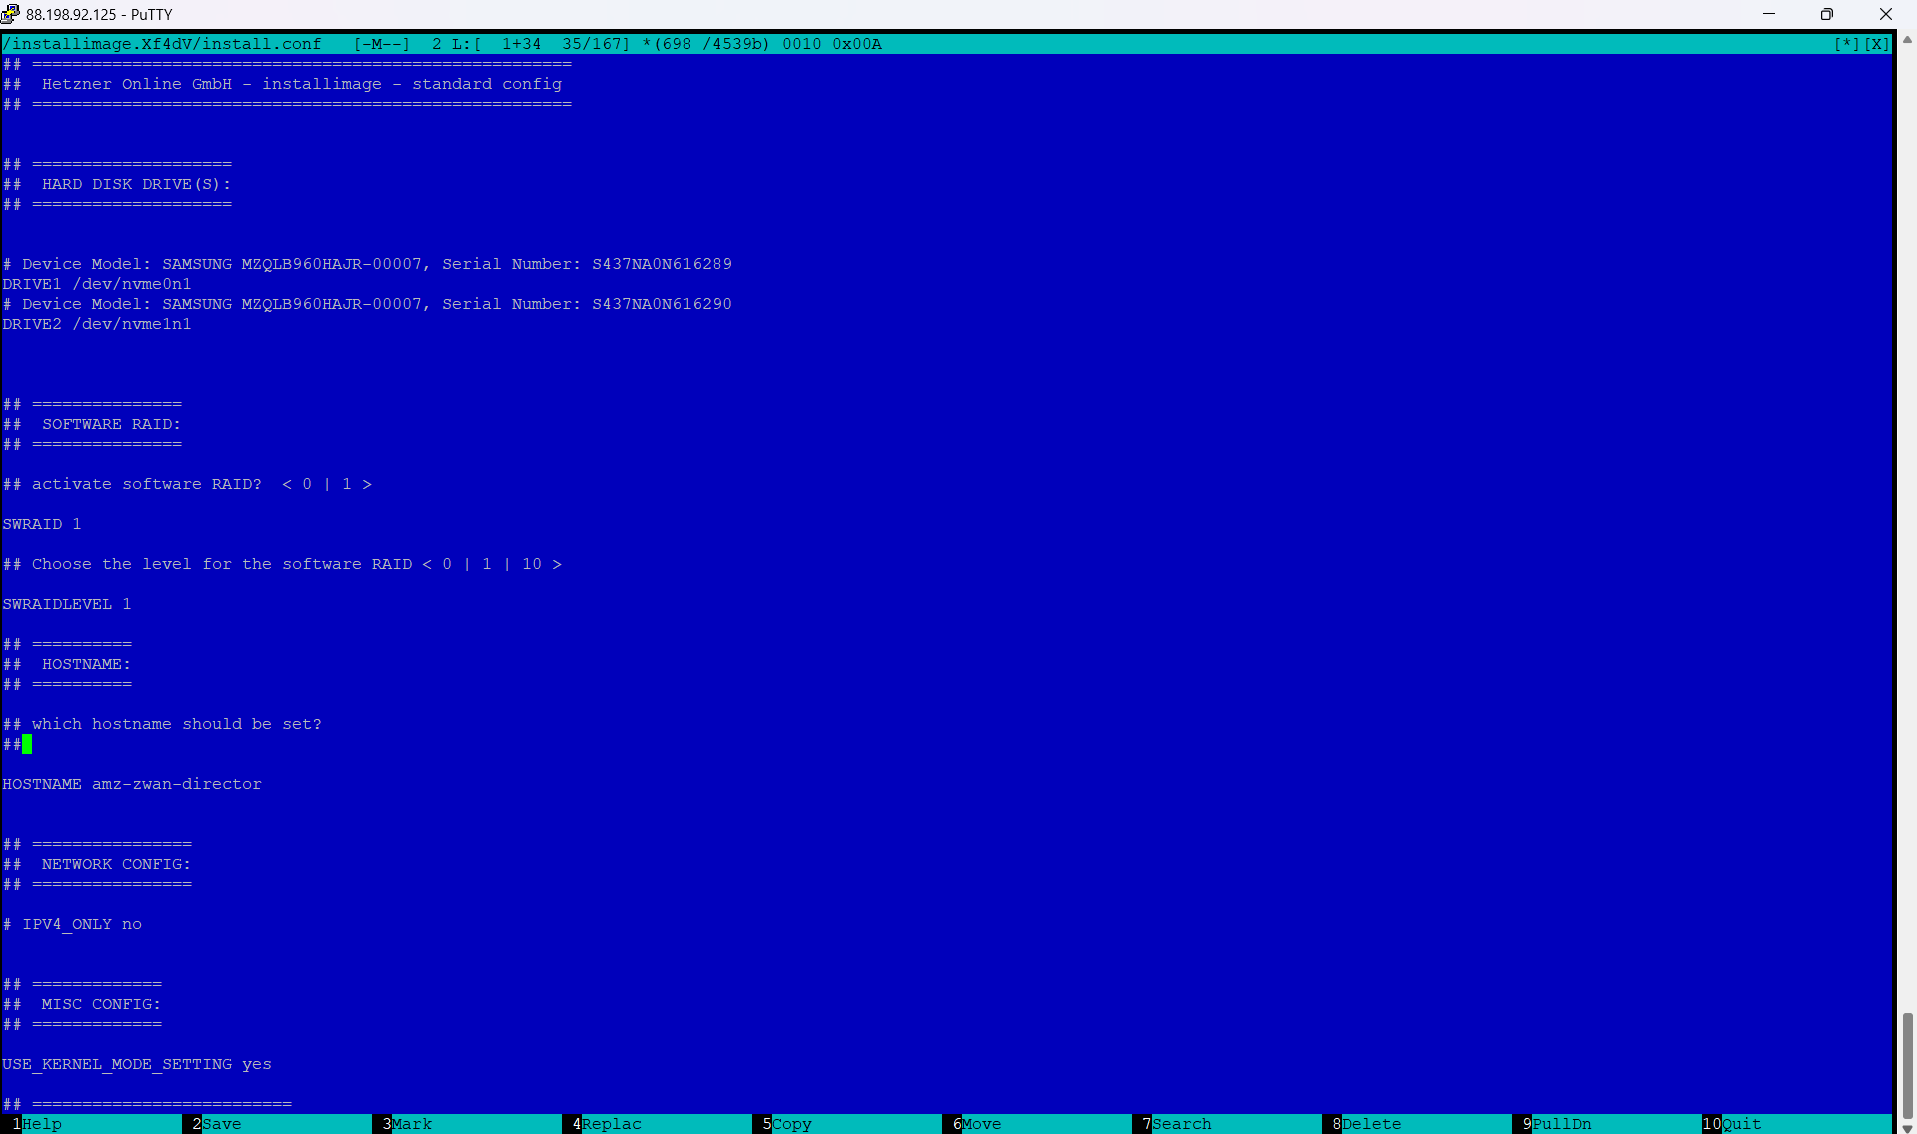 88.198.92.125 - PuTTY
/installimage.Xf4dV/install.conf   [-M--]  2 L:[  1+34  35/167] *(698 /4539b) 0010 0x00A [*][X]
## ======================================================
##  Hetzner Online GmbH - installimage - standard config
## ======================================================
## ====================
##  HARD DISK DRIVE(S):
## ====================
# Device Model: SAMSUNG MZQLB960HAJR-00007, Serial Number: S437NA0N616289
DRIVE1 /dev/nvme0n1
# Device Model: SAMSUNG MZQLB960HAJR-00007, Serial Number: S437NA0N616290
DRIVE2 /dev/nvme1n1
## ===============
##  SOFTWARE RAID:
## ===============
## activate software RAID?  < 0 | 1 >
SWRAID 1
## Choose the level for the software RAID < 0 | 1 | 10 >
SWRAIDLEVEL 1
## ==========
##  HOSTNAME:
## ==========
## which hostname should be set?
##
HOSTNAME amz-zwan-director
## ================
##  NETWORK CONFIG:
## ================
# IPV4_ONLY no
## =============
##  MISC CONFIG:
## =============
USE_KERNEL_MODE_SETTING yes
## ==========================
1Help 2Save 3Mark 4Replac 5Copy 6Move 7Search 8Delete 9PullDn 10Quit